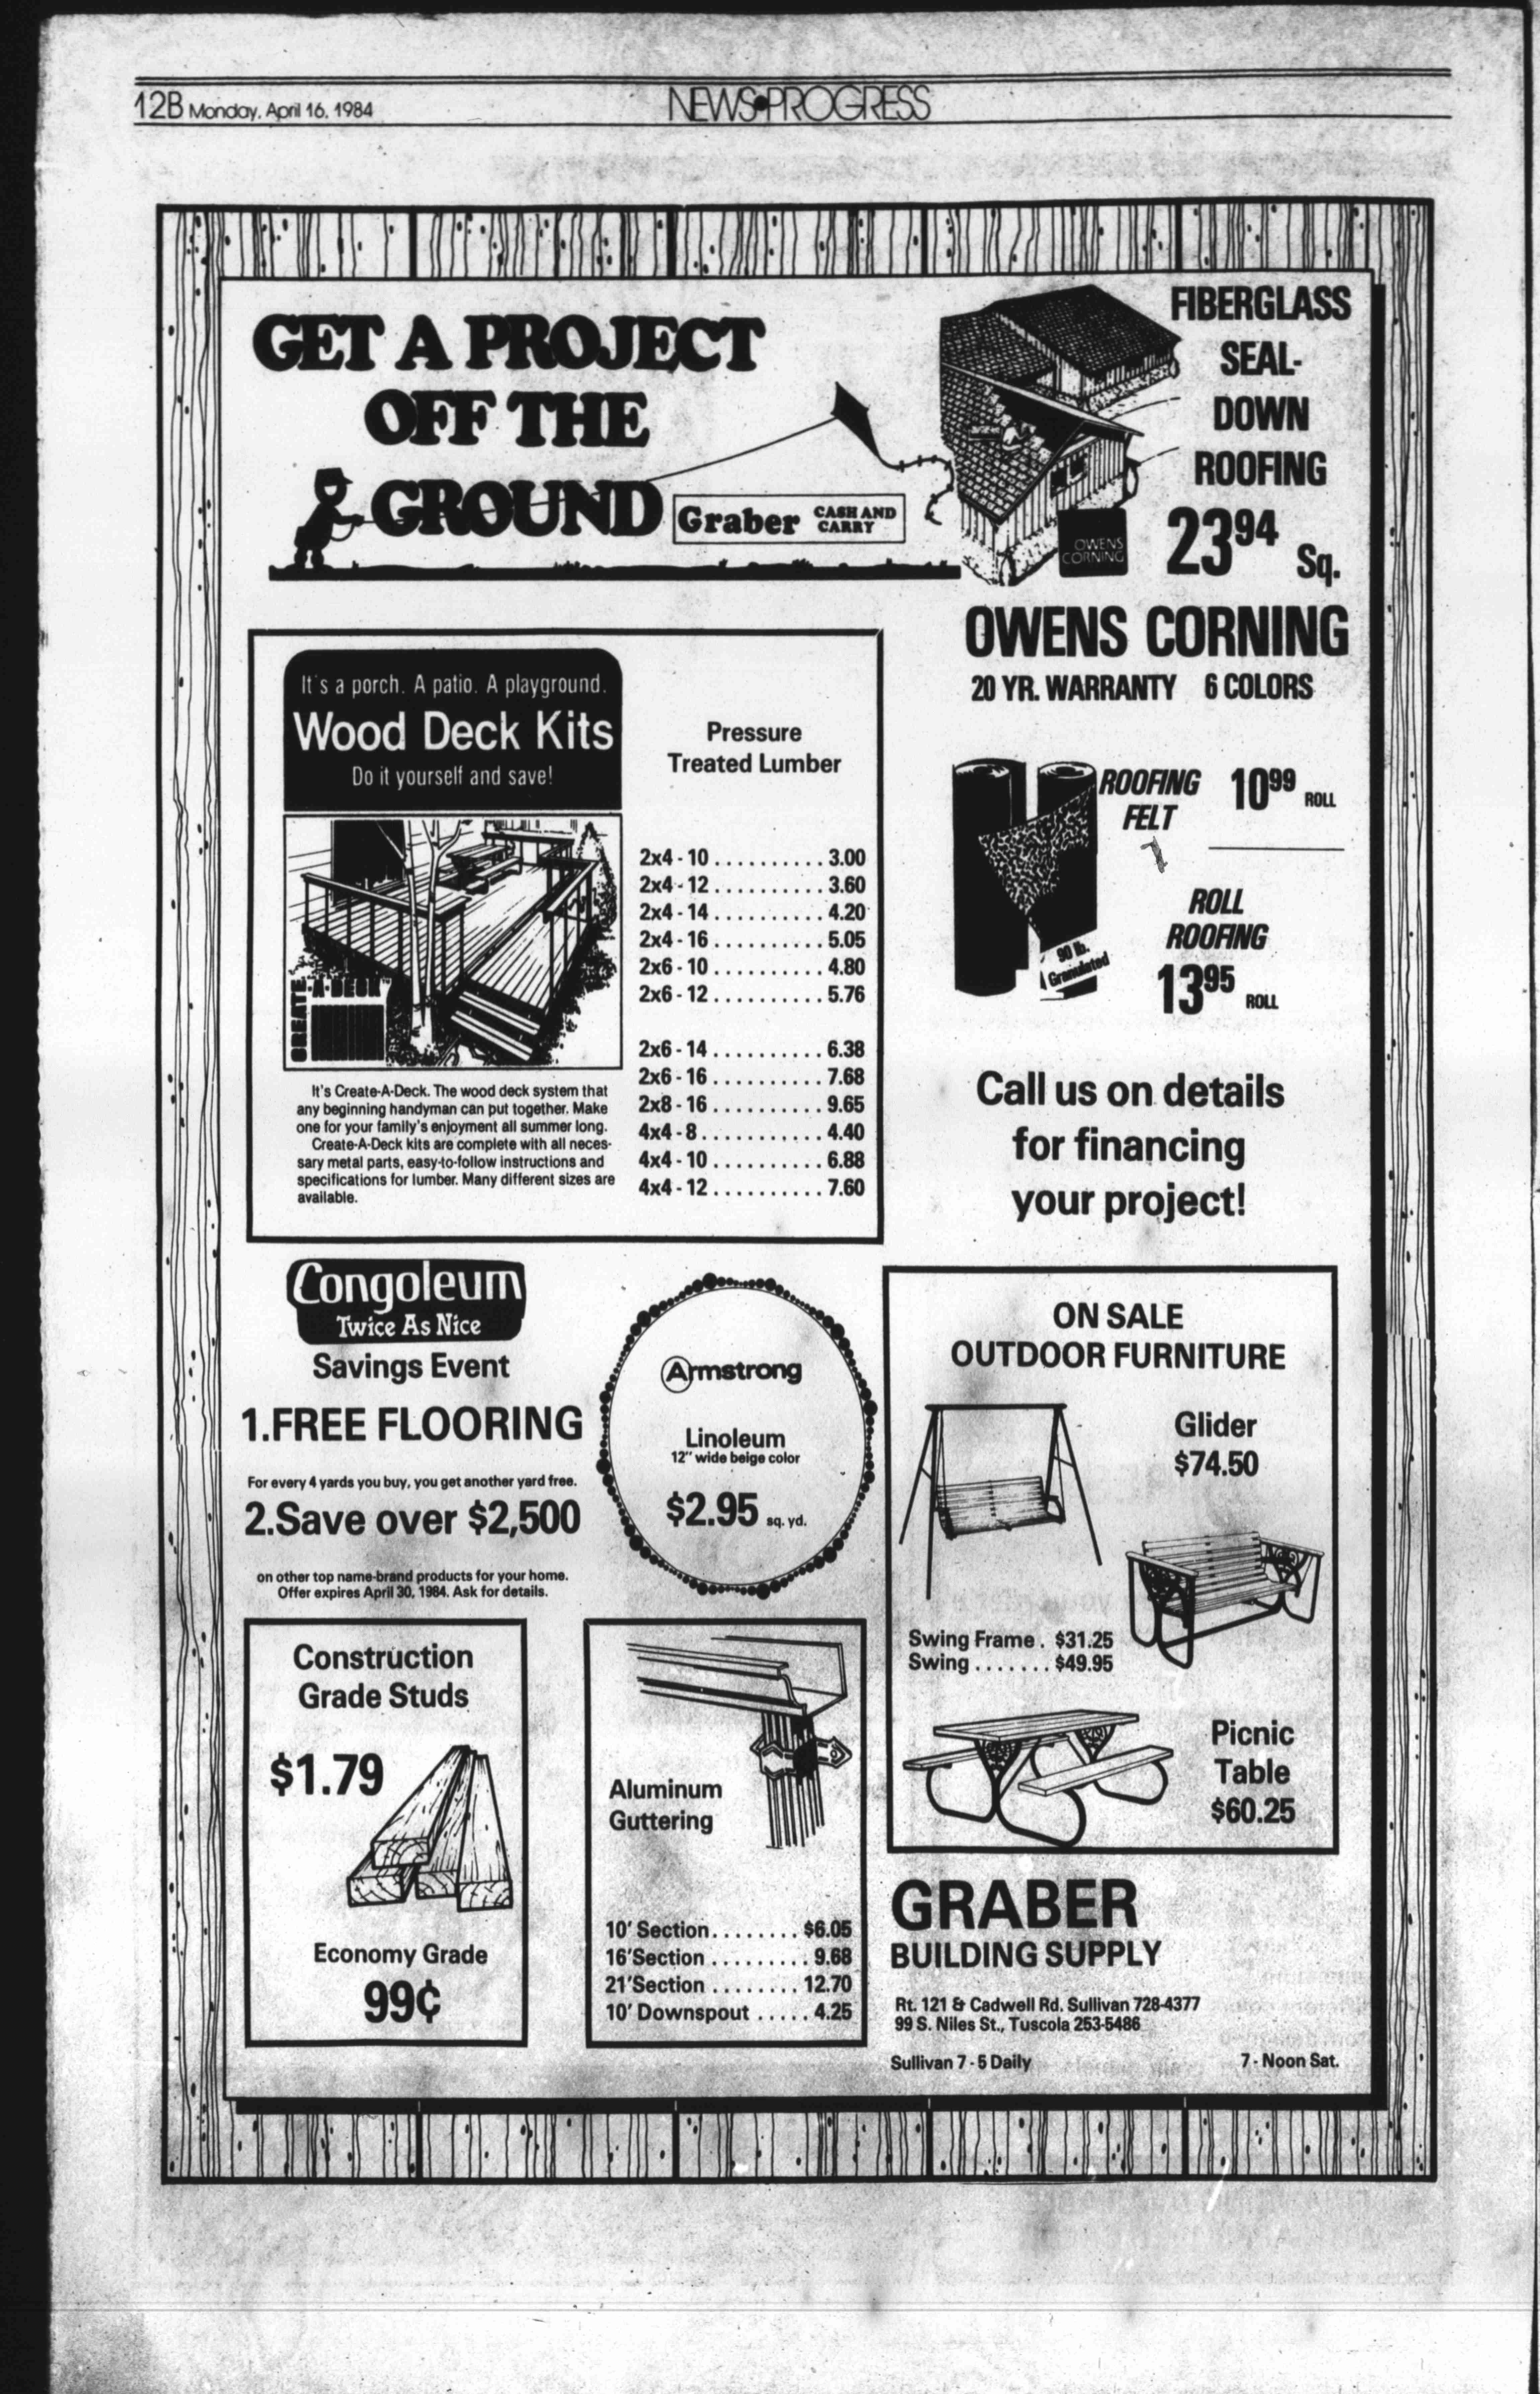 12B Monday, April 16, 1984
NEWS•PROGRESS
GET A PROJECT
OFF THE
GROUND
Graber CASH AND
CARRY
FIBERGLASS
SEAL-
DOWN
ROOFING
23 94 Sq.
OWENS
CORNING
OWENS CORNING
20 YR. WARRANTY 6 COLORS
It's a porch. A patio. A playground.
Wood Deck Kits
Do it yourself and save!
CREATE-A-DECK™
It's Create-A-Deck. The wood deck system that
any beginning handyman can put together. Make
one for your family's enjoyment all summer long.
Create-A-Deck kits are complete with all neces-
sary metal parts, easy-to-follow instructions and
specifications for lumber. Many different sizes are
available.
Pressure
Treated Lumber
2x4 - 10 . . . . . . . . . . 3.00
2x4 - 12 . . . . . . . . . . 3.60
2x4 - 14 . . . . . . . . . . 4.20
2x4 - 16 . . . . . . . . . . 5.05
2x6 - 10 . . . . . . . . . . 4.80
2x6 - 12 . . . . . . . . . . 5.76
2x6 - 14 . . . . . . . . . . 6.38
2x6 - 16 . . . . . . . . . . 7.68
2x8 - 16 . . . . . . . . . . 9.65
4x4 - 8 . . . . . . . . . . . 4.40
4x4 - 10 . . . . . . . . . . 6.88
4x4 - 12 . . . . . . . . . . 7.60
ROOFING
FELT
10 99 ROLL
90 lb.
Granulated
ROLL
ROOFING
13 95 ROLL
Call us on details
for financing
your project!
Congoleum
Twice As Nice
Savings Event
1.FREE FLOORING
For every 4 yards you buy, you get another yard free.
2.Save over $2,500
on other top name-brand products for your home.
Offer expires April 30, 1984. Ask for details.
Armstrong
Linoleum
12" wide beige color
$2.95 sq. yd.
ON SALE
OUTDOOR FURNITURE
Glider
$74.50
Swing Frame . $31.25
Swing . . . . . . . $49.95
Picnic
Table
$60.25
Construction
Grade Studs
$1.79
Economy Grade
99¢
Aluminum
Guttering
10' Section. . . . . . . . $6.05
16'Section . . . . . . . . . 9.68
21'Section . . . . . . . . 12.70
10' Downspout . . . . . 4.25
GRABER
BUILDING SUPPLY
Rt. 121 & Cadwell Rd. Sullivan 728-4377
99 S. Niles St., Tuscola 253-5486
Sullivan 7 - 5 Daily 7 - Noon Sat.